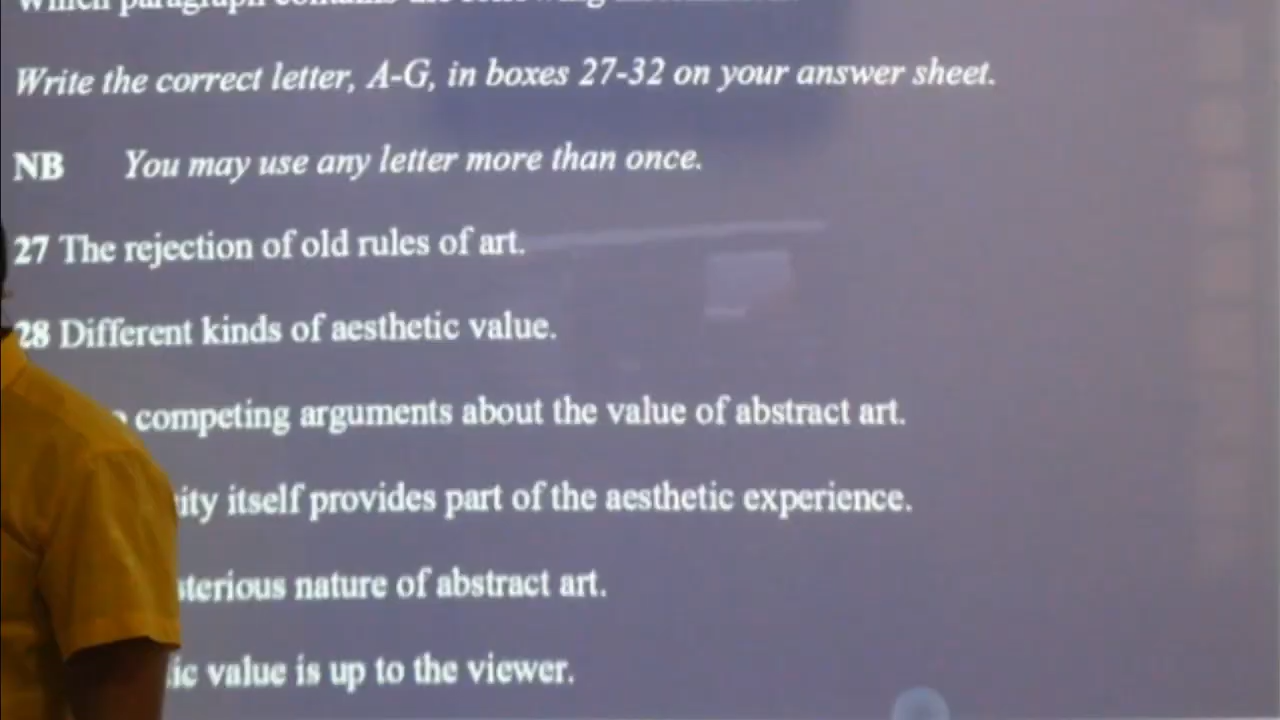 Write the correct letter, A-G, in boxes 27-32 on your answer sheet.
NB You may use any letter more than once.
27 The rejection of old rules of art.
28 Different kinds of aesthetic value.
competing arguments about the value of abstract art.
itself provides part of the aesthetic experience.
nature of abstract art.
value is up to the viewer.